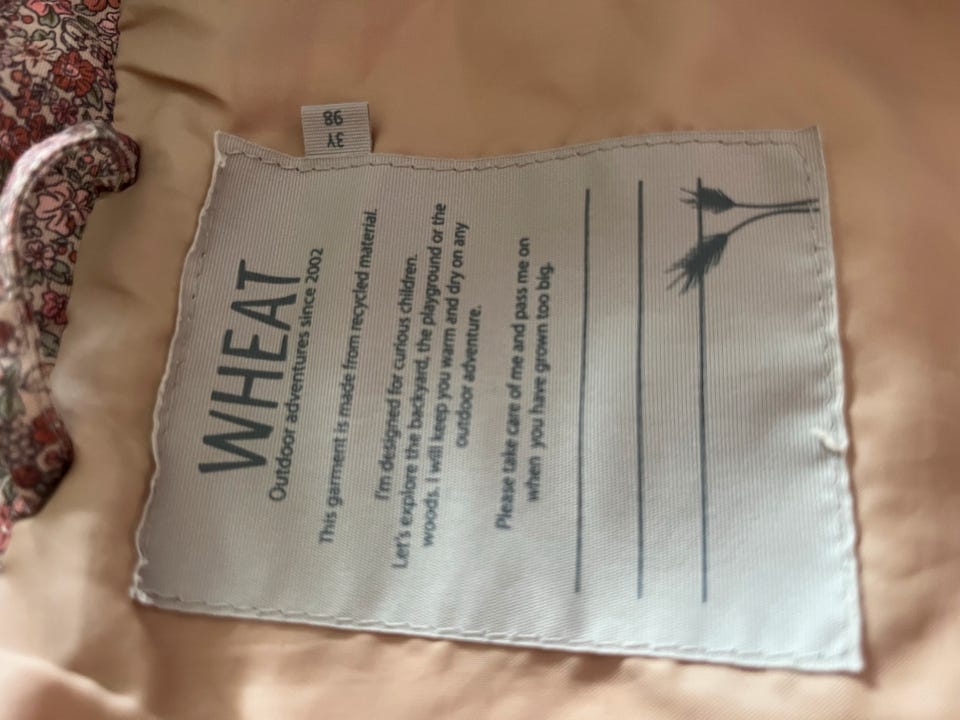 WHEAT
Outdoor adventures since 2002
This garment is made from recycled material.
I'm designed for curious children.
Let's explore the backyard, the playground or the
woods. I will keep you warm and dry on any
outdoor adventure.
Please take care of me and pass me on
when you have grown too big.
3Y
98